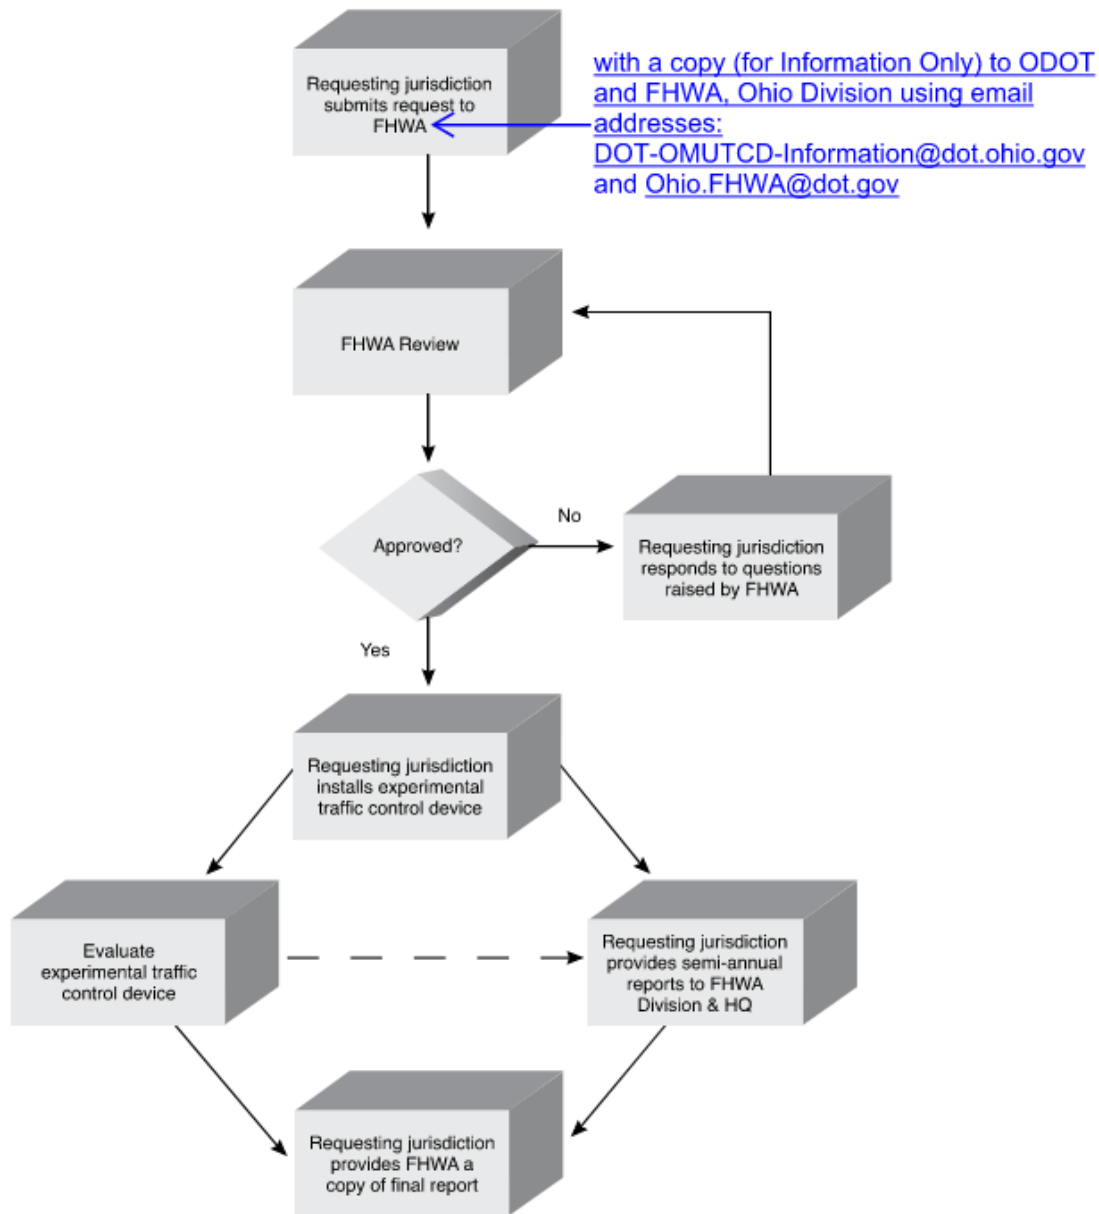 Requesting jurisdiction
submits request to
FHWA
with a copy (for Information Only) to ODOT
and FHWA, Ohio Division using email
addresses:
DOT-OMUTCD-Information@dot.ohio.gov
and Ohio.FHWA@dot.gov
FHWA Review
Approved?
No
Requesting jurisdiction
responds to questions
raised by FHWA
Yes
Requesting jurisdiction
installs experimental
traffic control device
Evaluate
experimental traffic
control device
Requesting jurisdiction
provides semi-annual
reports to FHWA
Division & HQ
Requesting jurisdiction
provides FHWA a
copy of final report